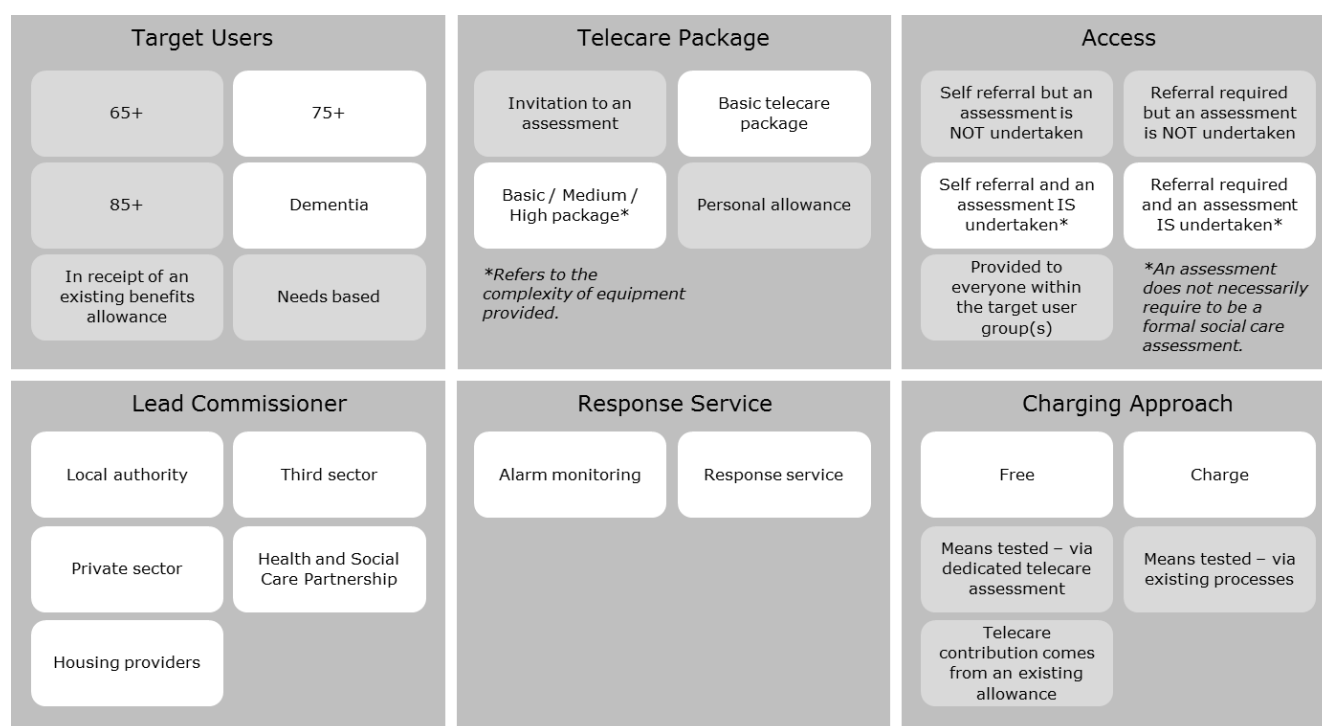 Target Users
65+
75+
85+
Dementia
In receipt of an
existing benefits
allowance
Needs based
Telecare Package
Invitation to an
assessment
Basic telecare
package
Basic / Medium /
High package*
Personal allowance
*Refers to the
complexity of equipment
provided.
Access
Self referral but an
assessment is
NOT undertaken
Referral required
but an assessment
is NOT undertaken
Self referral and an
assessment IS
undertaken*
Referral required
and an assessment
IS undertaken*
Provided to
everyone within
the target user
group(s)
*An assessment
does not necessarily
require to be a
formal social care
assessment.
Lead Commissioner
Local authority
Third sector
Private sector
Health and Social
Care Partnership
Housing providers
Response Service
Alarm monitoring
Response service
Charging Approach
Free
Charge
Means tested – via
dedicated telecare
assessment
Means tested – via
existing processes
Telecare
contribution comes
from an existing
allowance